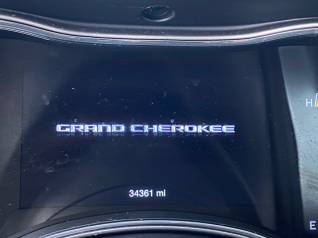 GRAND CHEROKEE
H
34361 mi
E